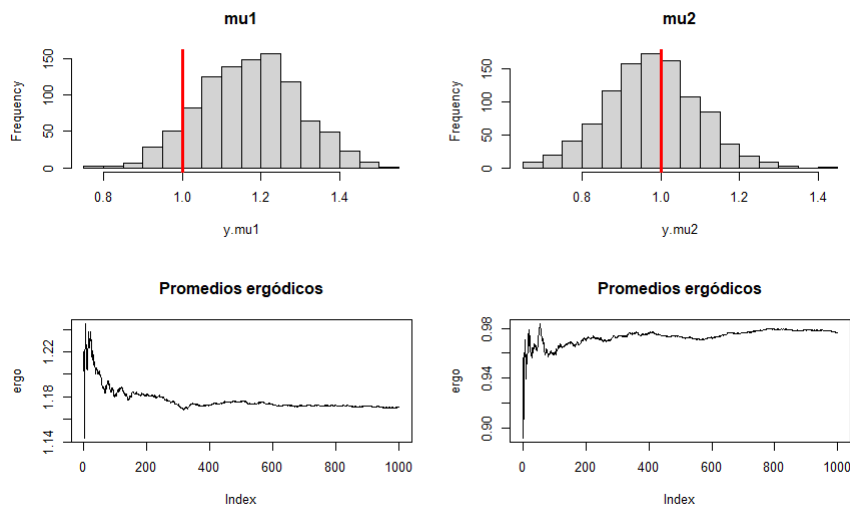 mu1
Frequency
0 50 100 150
0.8 1.0 1.2 1.4
y.mu1
mu2
Frequency
0 50 100 150
0.8 1.0 1.2 1.4
y.mu2
Promedios ergódicos
ergo
1.14 1.18 1.22
0 200 400 600 800 1000
Index
Promedios ergódicos
ergo
0.90 0.94 0.98
0 200 400 600 800 1000
Index